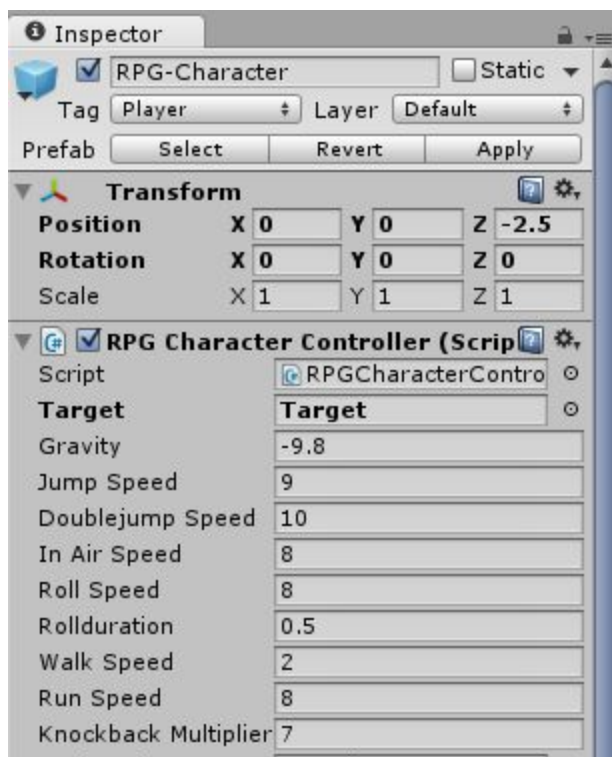 Inspector
RPG-Character Static
Tag Player Layer Default
Prefab Select Revert Apply
Transform
Position X 0 Y 0 Z -2.5
Rotation X 0 Y 0 Z 0
Scale X 1 Y 1 Z 1
RPG Character Controller (Scrip
Script RPGCharacterContro
Target Target
Gravity -9.8
Jump Speed 9
Doublejump Speed 10
In Air Speed 8
Roll Speed 8
Rollduration 0.5
Walk Speed 2
Run Speed 8
Knockback Multiplier 7